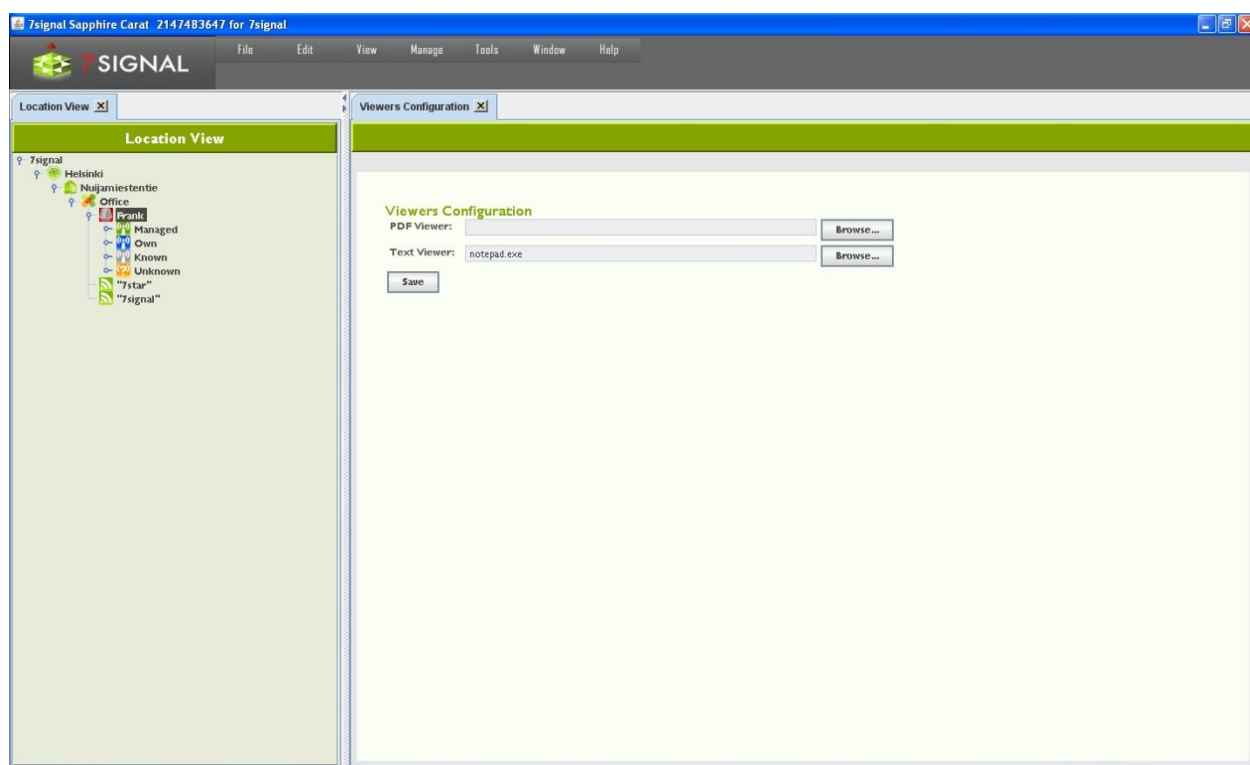 7signal Sapphire Carat 2147483647 for 7signal
7SIGNAL
File Edit View Manage Tools Window Help
Location View
Viewers Configuration
Location View
7signal
Helsinki
Nuijamiestentie
Office
Frank
Managed
Own
Known
Unknown
"7star"
"7signal"
Viewers Configuration
PDF Viewer: Browse...
Text Viewer: notepad.exe Browse...
Save